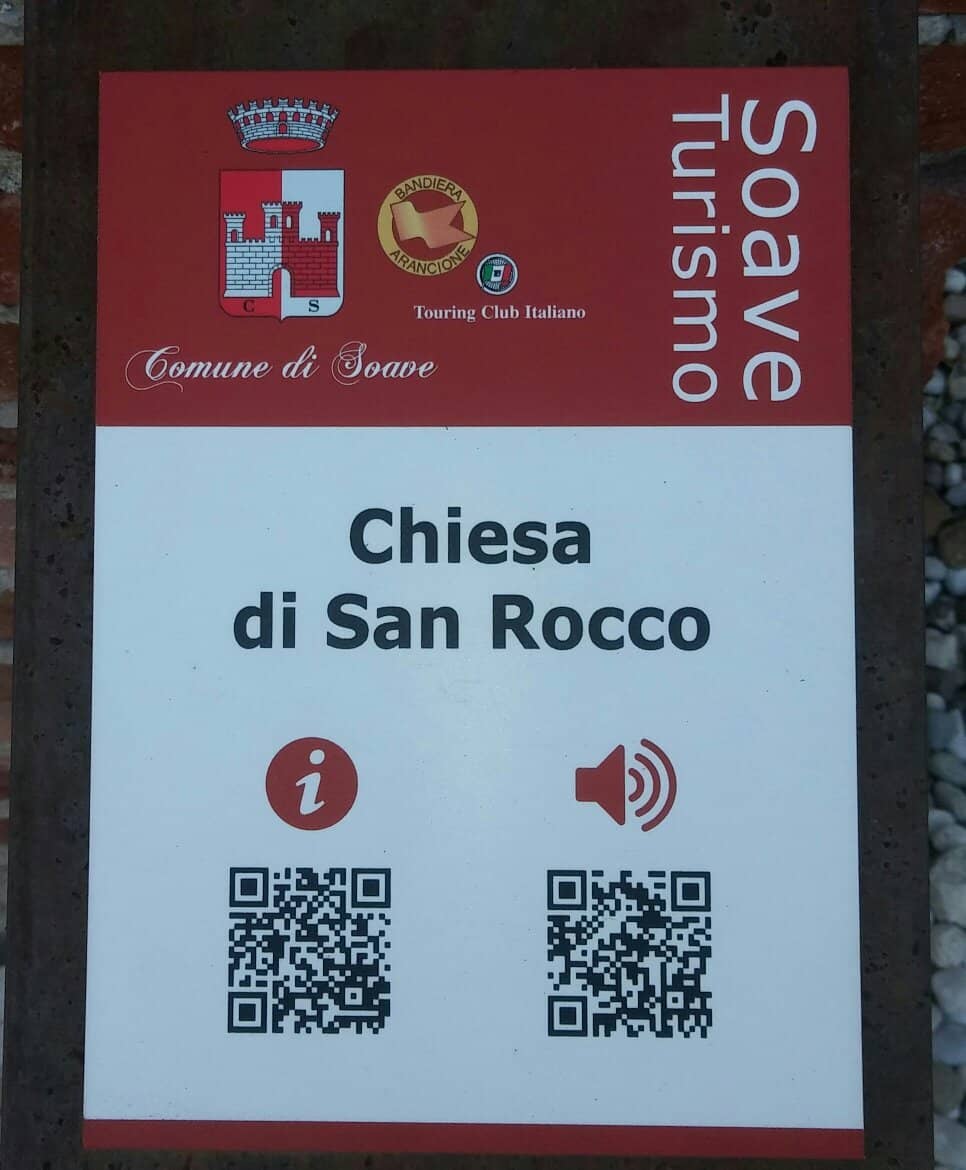 BANDIERA
ARANCIONE
C S
Touring Club Italiano
Comune di Soave
Soave
Turismo
Chiesa
di San Rocco
i